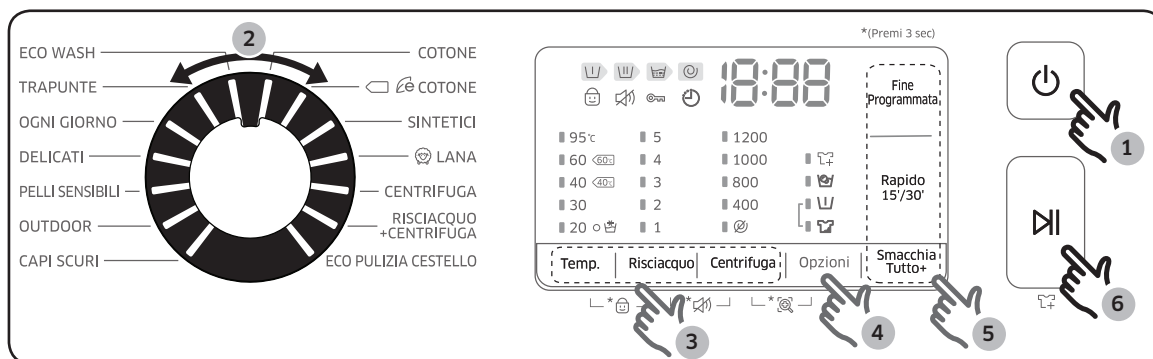 *(Premi 3 sec)
2
ECO WASH
TRAPUNTE
OGNI GIORNO
DELICATI
PELLI SENSIBILI
OUTDOOR
CAPI SCURI
COTONE
COTONE
SINTETICI
LANA
CENTRIFUGA
RISCIACQUO
+CENTRIFUGA
ECO PULIZIA CESTELLO
18:88
95℃ 5 1200
60 60℃ 4 1000
40 40℃ 3 800
30 2 400
20 1
Temp. Risciacquo Centrifuga Opzioni
Fine
Programmata
Rapido
15'/30'
Smacchia
Tutto+
* * *
3
4
5
1
6